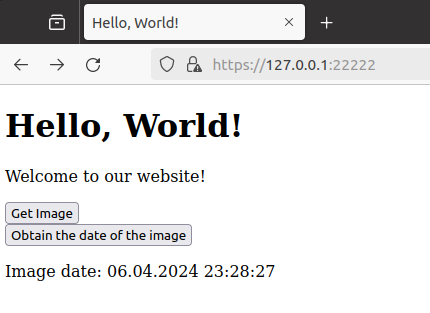 Hello, World!
https://127.0.0.1:22222
Hello, World!
Welcome to our website!
Get Image
Obtain the date of the image
Image date: 06.04.2024 23:28:27